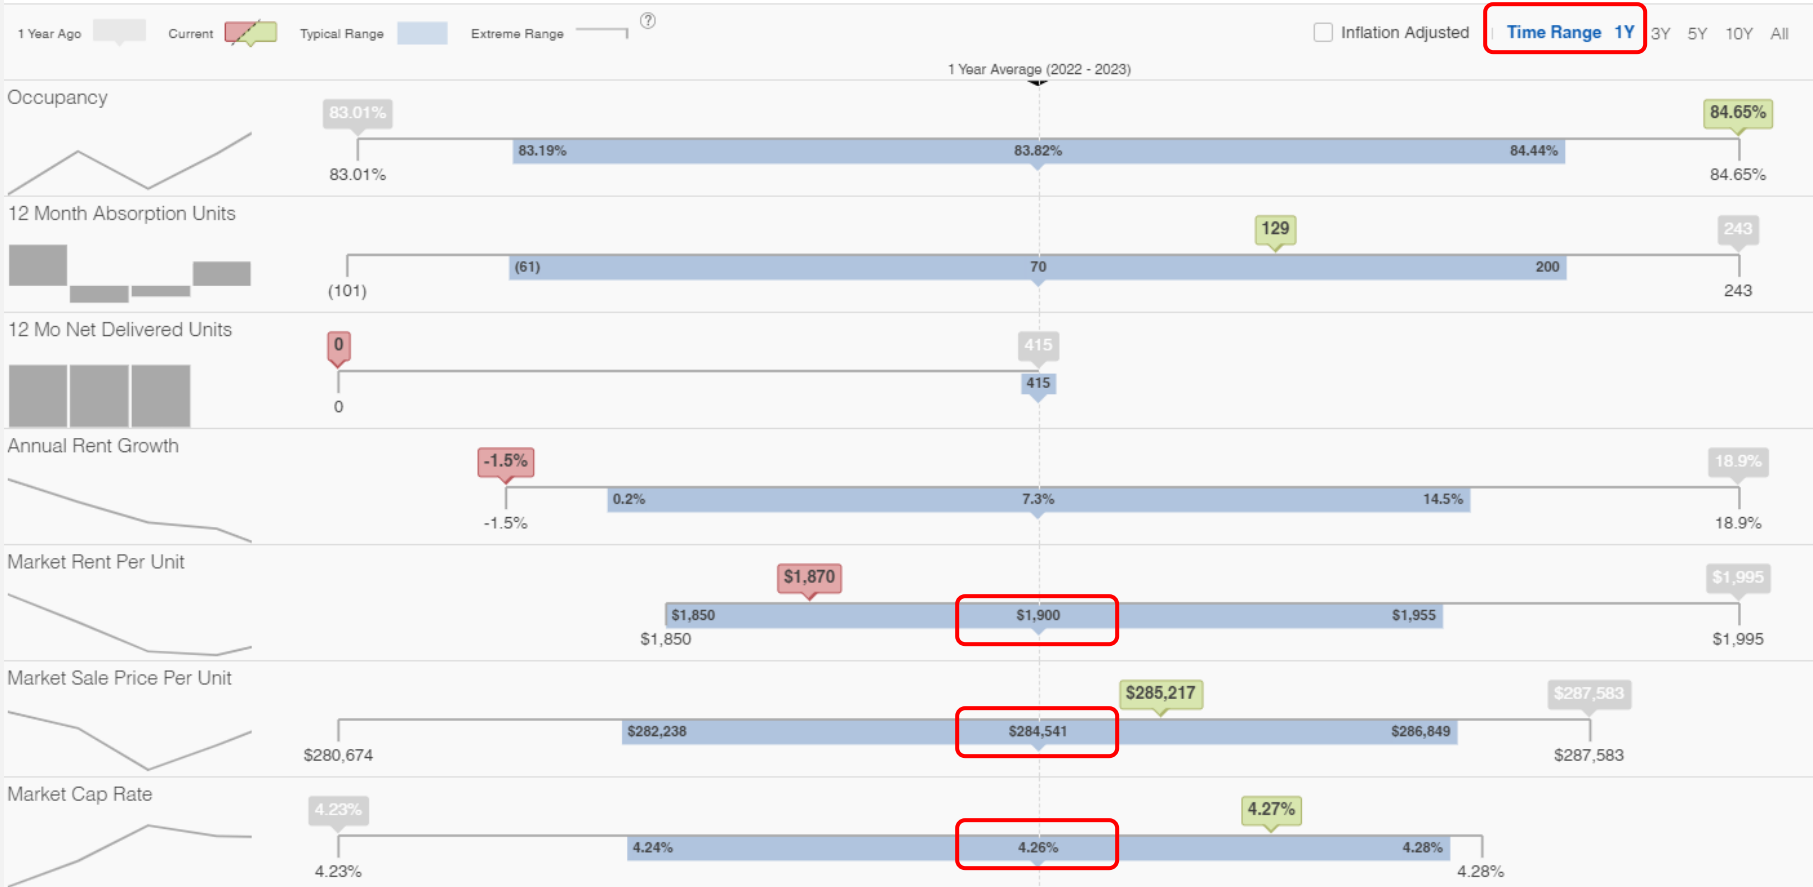 1 Year Ago Current Typical Range Extreme Range ? Inflation Adjusted Time Range 1Y 3Y 5Y 10Y All
1 Year Average (2022 - 2023)
Occupancy
83.01% 84.65%
83.19% 83.82% 84.44%
83.01% 84.65%
12 Month Absorption Units
129 243
(61) 70 200
(101) 243
12 Mo Net Delivered Units
0 415
415
0
Annual Rent Growth
-1.5% 18.9%
0.2% 7.3% 14.5%
-1.5% 18.9%
Market Rent Per Unit
$1,870 $1,995
$1,850 $1,900 $1,955
$1,850 $1,995
Market Sale Price Per Unit
$285,217 $287,583
$282,238 $284,541 $286,849
$280,674 $287,583
Market Cap Rate
4.23% 4.27%
4.24% 4.26% 4.28%
4.23% 4.28%